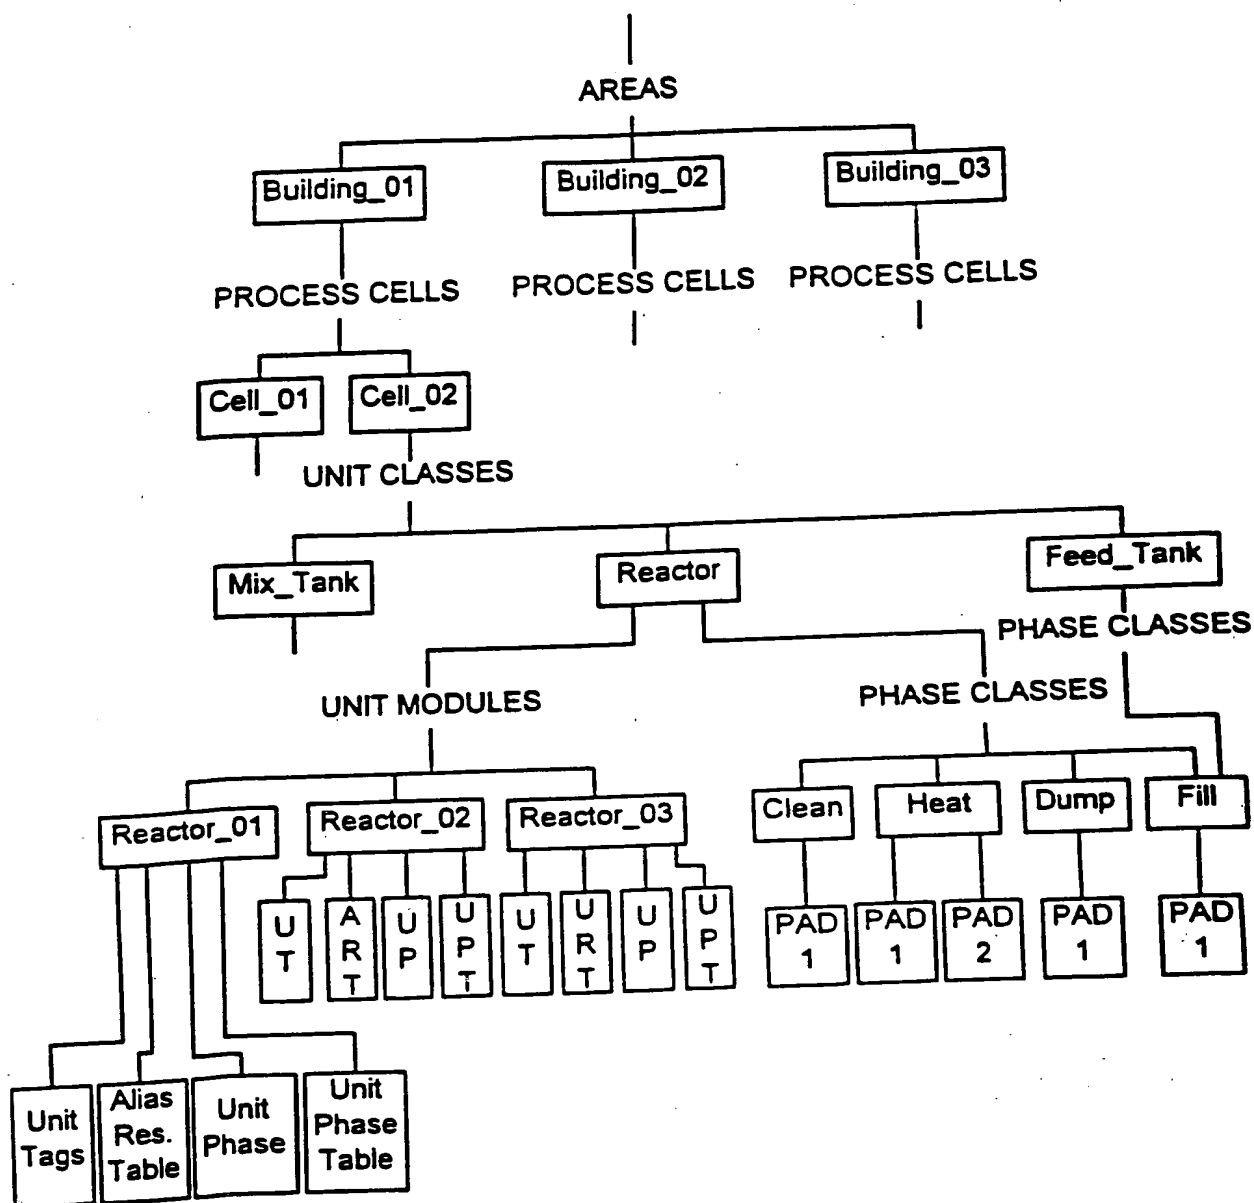 AREAS
Building_01
Building_02
Building_03
PROCESS CELLS
PROCESS CELLS
PROCESS CELLS
Cell_01
Cell_02
UNIT CLASSES
Mix_Tank
Reactor
Feed_Tank
PHASE CLASSES
UNIT MODULES
PHASE CLASSES
Reactor_01
Reactor_02
Reactor_03
Clean
Heat
Dump
Fill
U
T
A
R
T
U
P
U
P
T
U
T
U
R
T
U
P
U
P
T
PAD
1
PAD
1
PAD
2
PAD
1
PAD
1
Unit
Tags
Alias
Res.
Table
Unit
Phase
Unit
Phase
Table